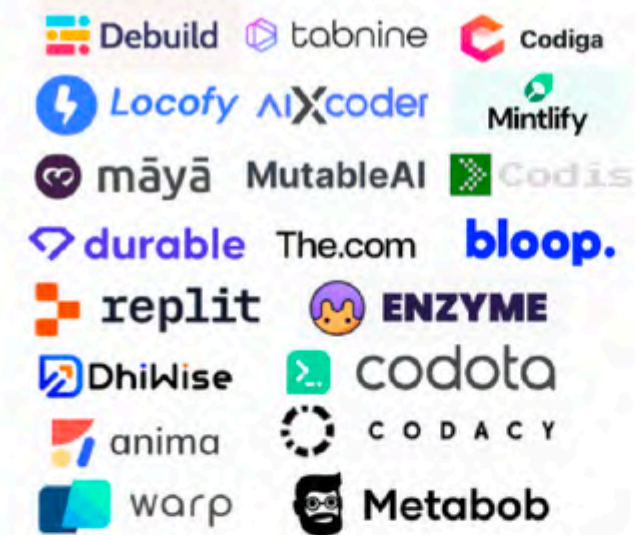 Debuild tabnine Codiga
Locofy AIXcoder Mintlify
māyā MutableAI Codis
durable The.com bloop.
replit ENZYME
DhiWise codota
anima CODACY
warp Metabob